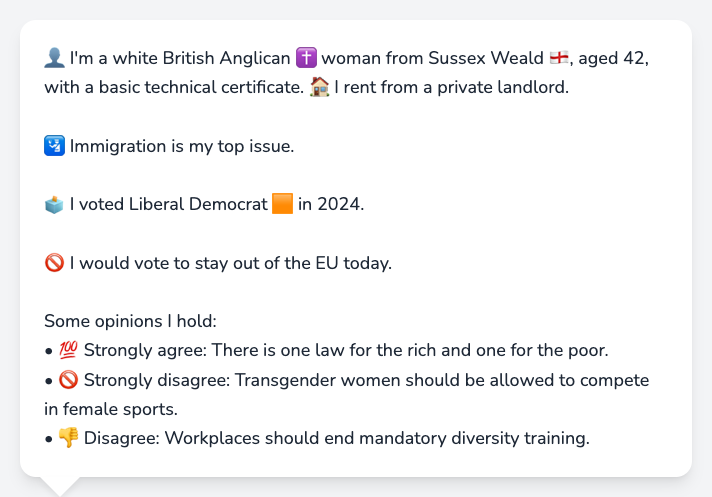 👤 I'm a white British Anglican ✝️ woman from Sussex Weald 🏴󠁧󠁢󠁥󠁮󠁧󠁿, aged 42,
with a basic technical certificate. 🏠 I rent from a private landlord.
🛂 Immigration is my top issue.
🗳️ I voted Liberal Democrat 🟧 in 2024.
🚫 I would vote to stay out of the EU today.
Some opinions I hold:
• 💯 Strongly agree: There is one law for the rich and one for the poor.
• 🚫 Strongly disagree: Transgender women should be allowed to compete
in female sports.
• 👎 Disagree: Workplaces should end mandatory diversity training.